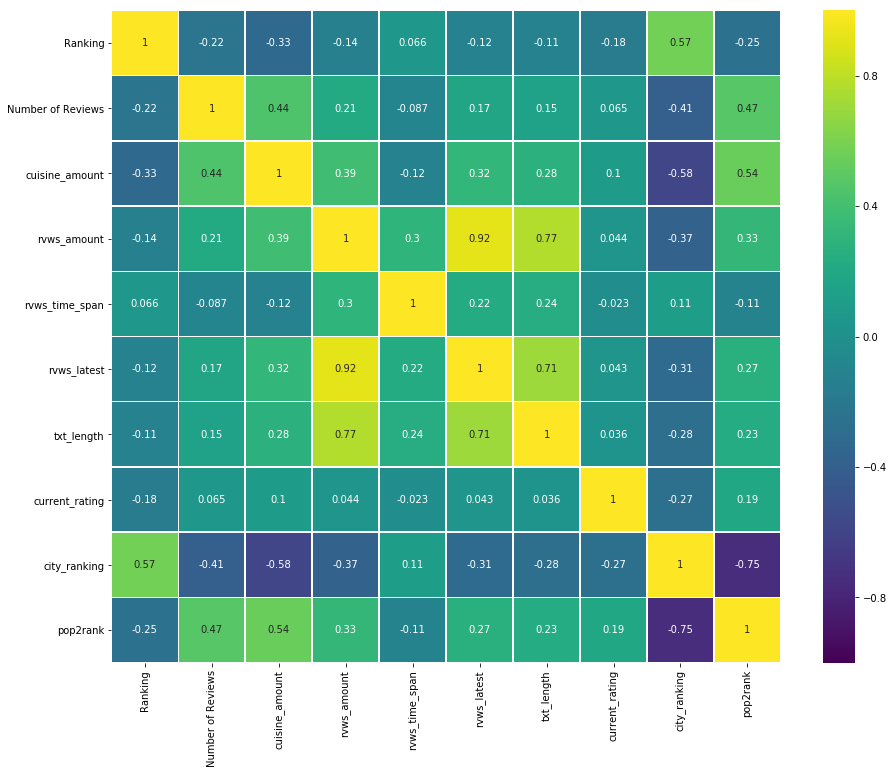 Ranking 1 -0.22 -0.33 -0.14 0.066 -0.12 -0.11 -0.18 0.57 -0.25
Number of Reviews -0.22 1 0.44 0.21 -0.087 0.17 0.15 0.065 -0.41 0.47
cuisine_amount -0.33 0.44 1 0.39 -0.12 0.32 0.28 0.1 -0.58 0.54
rvws_amount -0.14 0.21 0.39 1 0.3 0.92 0.77 0.044 -0.37 0.33
rvws_time_span 0.066 -0.087 -0.12 0.3 1 0.22 0.24 -0.023 0.11 -0.11
rvws_latest -0.12 0.17 0.32 0.92 0.22 1 0.71 0.043 -0.31 0.27
txt_length -0.11 0.15 0.28 0.77 0.24 0.71 1 0.036 -0.28 0.23
current_rating -0.18 0.065 0.1 0.044 -0.023 0.043 0.036 1 -0.27 0.19
city_ranking 0.57 -0.41 -0.58 -0.37 0.11 -0.31 -0.28 -0.27 1 -0.75
pop2rank -0.25 0.47 0.54 0.33 -0.11 0.27 0.23 0.19 -0.75 1
Ranking
Number of Reviews
cuisine_amount
rvws_amount
rvws_time_span
rvws_latest
txt_length
current_rating
city_ranking
pop2rank
0.8
0.4
0.0
−0.4
−0.8